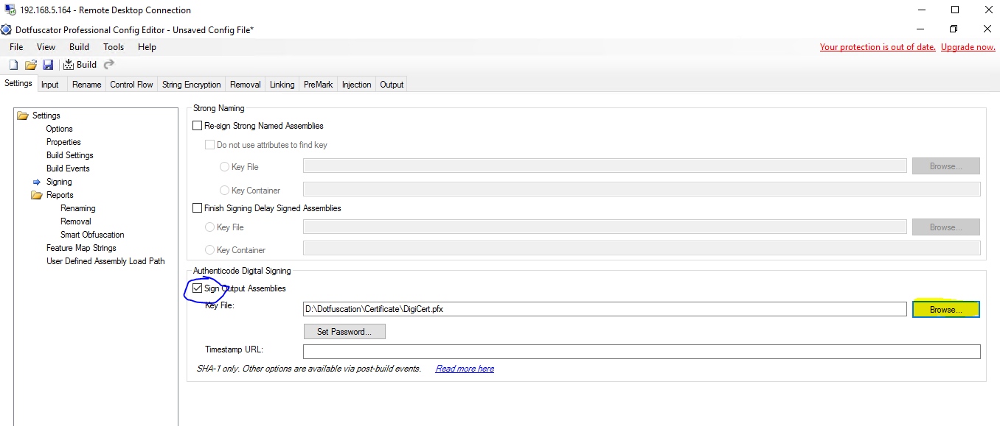 192.168.5.164 - Remote Desktop Connection
Dotfuscator Professional Config Editor - Unsaved Config File*
File View Build Tools Help Your protection is out of date. Upgrade now.
Build
Settings Input Rename Control Flow String Encryption Removal Linking PreMark Injection Output
Settings
Options
Properties
Build Settings
Build Events
Signing
Reports
Renaming
Removal
Smart Obfuscation
Feature Map Strings
User Defined Assembly Load Path
Strong Naming
Re-sign Strong Named Assemblies
Do not use attributes to find key
Key File Browse...
Key Container
Finish Signing Delay Signed Assemblies
Key File Browse...
Key Container
Authenticode Digital Signing
Sign Output Assemblies
Key File: D:\Dotfuscation\Certificate\DigiCert.pfx Browse...
Set Password...
Timestamp URL:
SHA-1 only. Other options are available via post-build events. Read more here